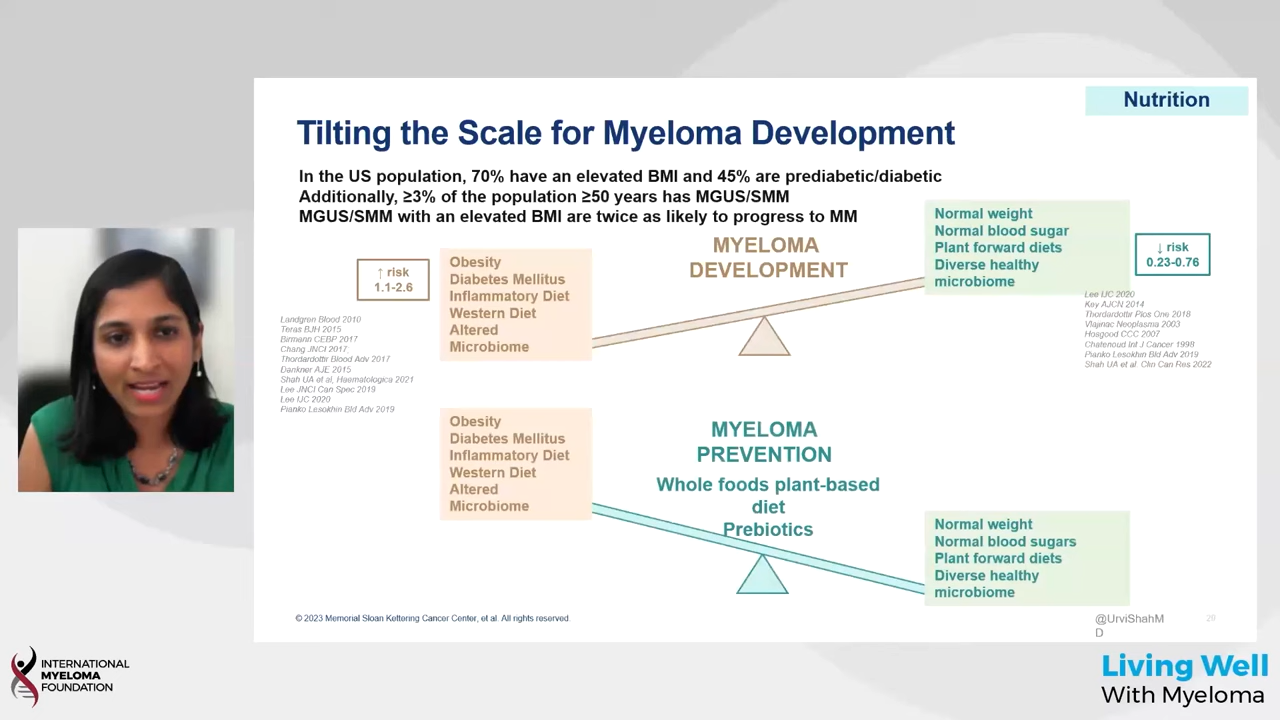 Nutrition
Tilting the Scale for Myeloma Development
In the US population, 70% have an elevated BMI and 45% are prediabetic/diabetic
Additionally, ≥3% of the population ≥50 years has MGUS/SMM
MGUS/SMM with an elevated BMI are twice as likely to progress to MM
↑ risk
1.1-2.6
Landgren Blood 2010
Teras BJH 2015
Birmann CEBP 2017
Chang JNCI 2017
Thordardottir Blood Adv 2017
Dankner AJE 2015
Shah UA et al, Haematologica 2021
Lee JNCI Can Spec 2019
Lee IJC 2020
Pianko Lesokhin Bld Adv 2019
Obesity
Diabetes Mellitus
Inflammatory Diet
Western Diet
Altered
Microbiome
MYELOMA
DEVELOPMENT
Normal weight
Normal blood sugar
Plant forward diets
Diverse healthy
microbiome
↓ risk
0.23-0.76
Lee IJC 2020
Key AJCN 2014
Thordardottir Plos One 2018
Vlajinac Neoplasma 2003
Hosgood CCC 2007
Chatenoud Int J Cancer 1998
Pianko Lesokhin Bld Adv 2019
Shah UA et al. Clin Can Res 2022
Obesity
Diabetes Mellitus
Inflammatory Diet
Western Diet
Altered
Microbiome
MYELOMA
PREVENTION
Whole foods plant-based
diet
Prebiotics
Normal weight
Normal blood sugars
Plant forward diets
Diverse healthy
microbiome
© 2023 Memorial Sloan Kettering Cancer Center, et al. All rights reserved.
@UrviShahM
D
INTERNATIONAL
MYELOMA
FOUNDATION
Living Well
With Myeloma